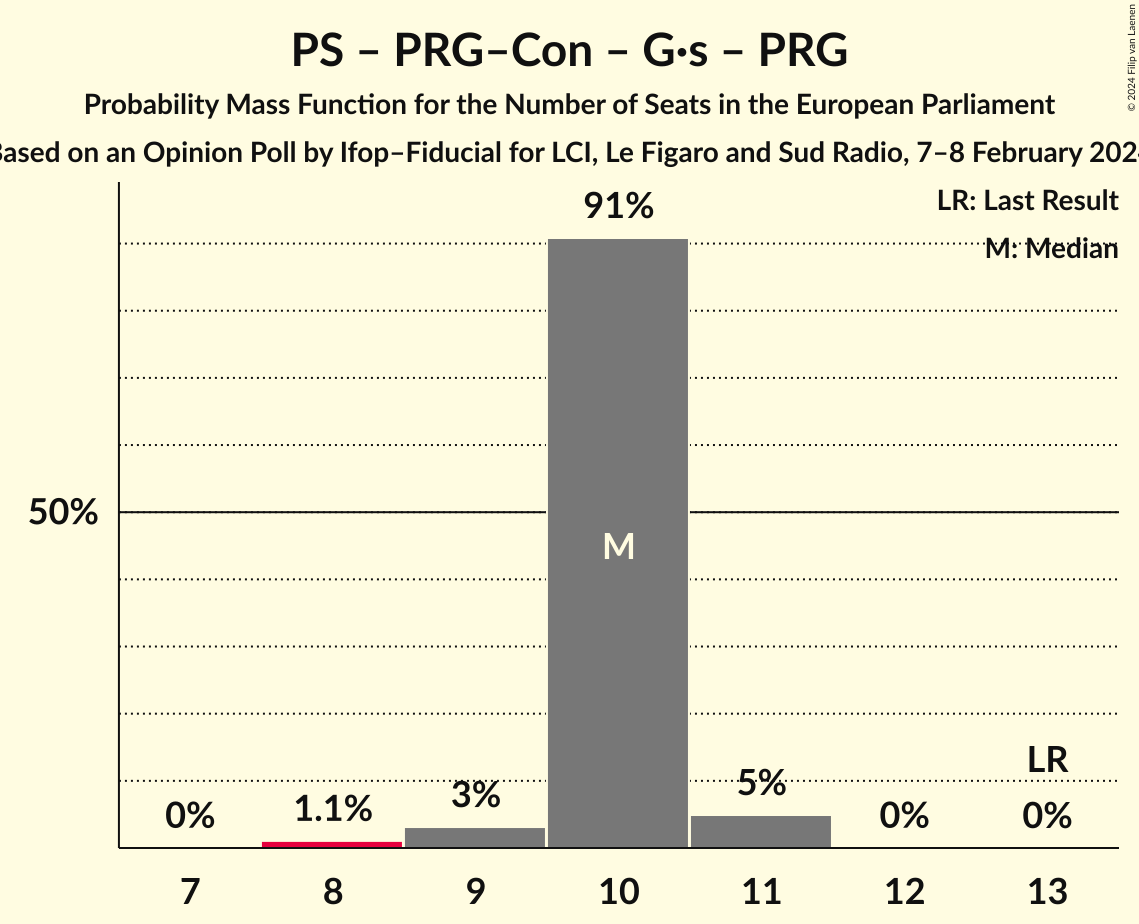 PS – PRG–Con – G•s – PRG
Probability Mass Function for the Number of Seats in the European Parliament
Based on an Opinion Poll by Ifop–Fiducial for LCI, Le Figaro and Sud Radio, 7–8 February 2024
© 2024 Filip van Laenen
LR: Last Result
M: Median
91%
50%
M
LR
0%
1.1%
3%
5%
0%
0%
7
8
9
10
11
12
13